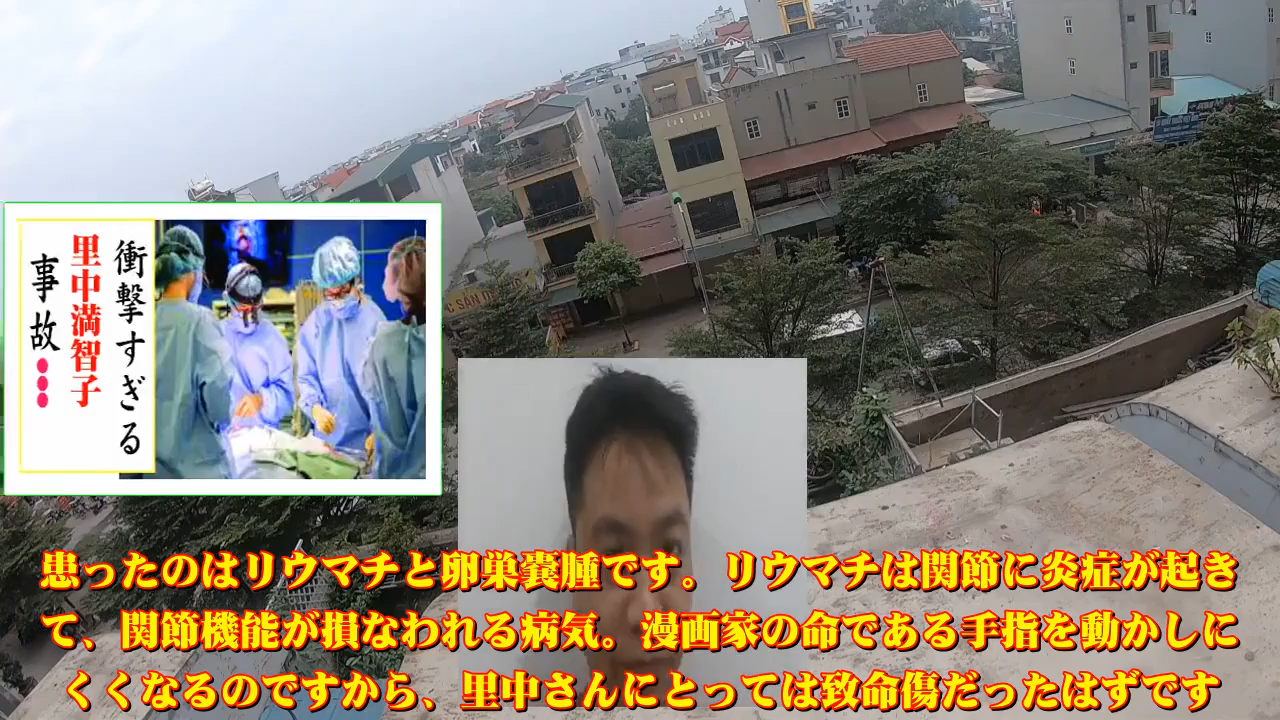 衝撃すぎる
里中満智子
事故●●●
患ったのはリウマチと卵巣嚢腫です。リウマチは関節に炎症が起き
て、関節機能が損なわれる病気。漫画家の命である手指を動かしに
くくなるのですから、里中さんにとっては致命傷だったはずです